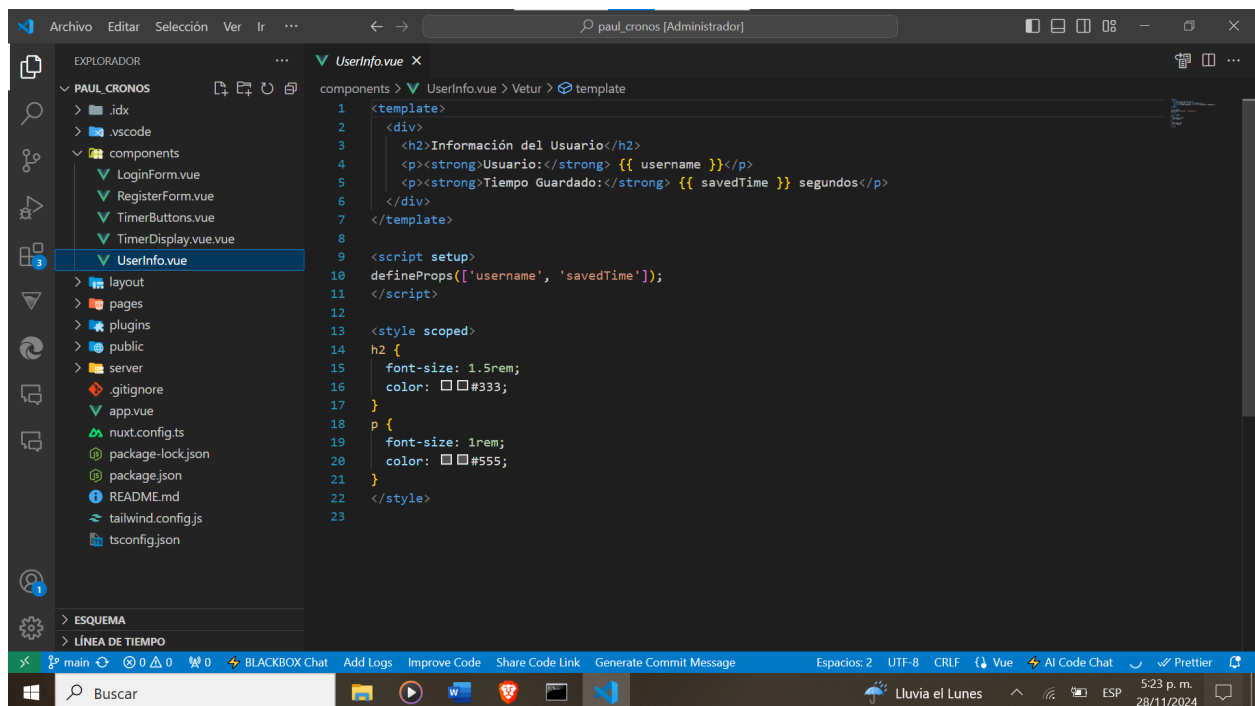 Archivo Editar Selección Ver Ir ··· paul_cronos [Administrador]
EXPLORADOR ···
PAUL_CRONOS
.idx
.vscode
components
LoginForm.vue
RegisterForm.vue
TimerButtons.vue
TimerDisplay.vue.vue
UserInfo.vue
layout
pages
plugins
public
server
.gitignore
app.vue
nuxt.config.ts
package-lock.json
package.json
README.md
tailwind.config.js
tsconfig.json
ESQUEMA
LÍNEA DE TIEMPO
3
1
UserInfo.vue
components > UserInfo.vue > Vetur > template
1 <template>
2 <div>
3 <h2>Información del Usuario</h2>
4 <p><strong>Usuario:</strong> {{ username }}</p>
5 <p><strong>Tiempo Guardado:</strong> {{ savedTime }} segundos</p>
6 </div>
7 </template>
8
9 <script setup>
10 defineProps(['username', 'savedTime']);
11 </script>
12
13 <style scoped>
14 h2 {
15 font-size: 1.5rem;
16 color: #333;
17 }
18 p {
19 font-size: 1rem;
20 color: #555;
21 }
22 </style>
23
main 0 0 0 BLACKBOX Chat Add Logs Improve Code Share Code Link Generate Commit Message Espacios: 2 UTF-8 CRLF Vue AI Code Chat Prettier
Buscar Lluvia el Lunes ESP 5:23 p. m.
28/11/2024